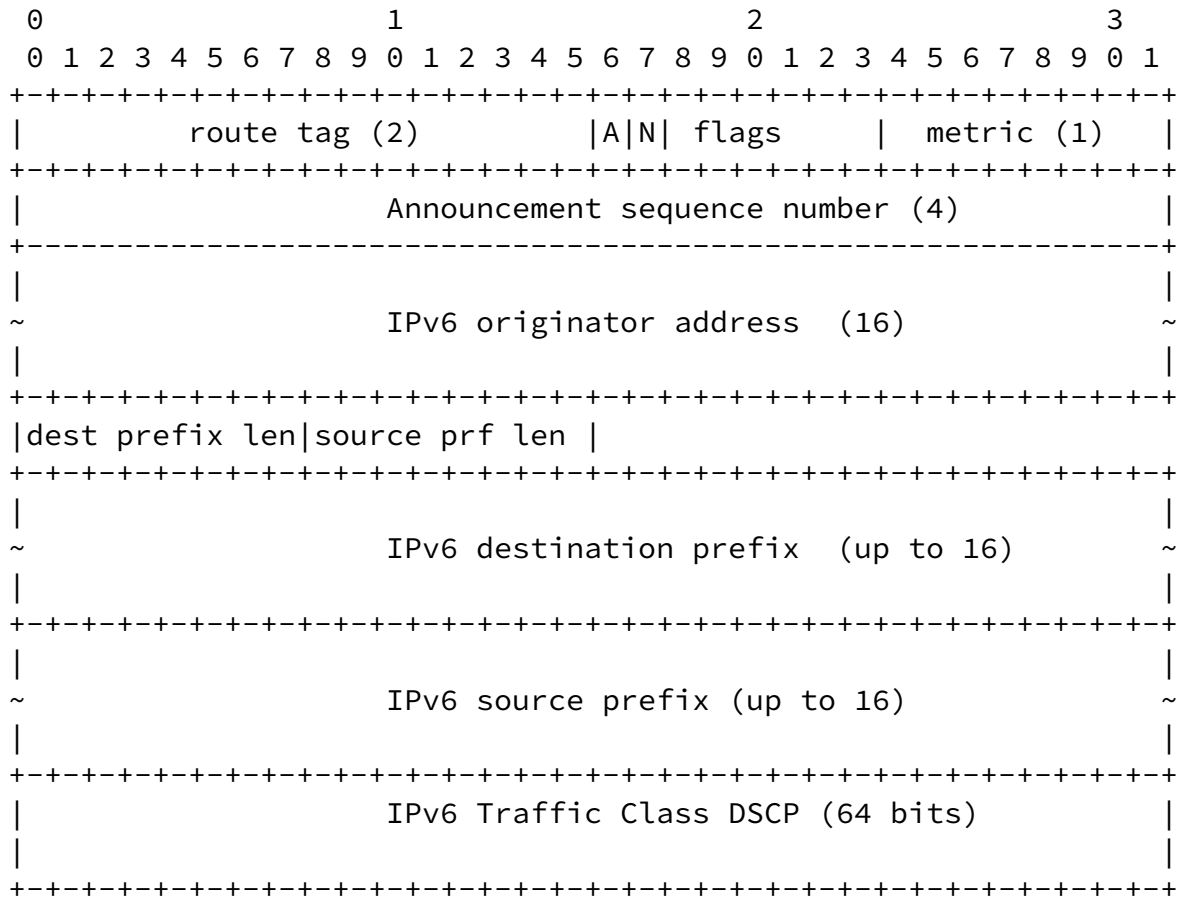 0                   1                   2                   3
 0 1 2 3 4 5 6 7 8 9 0 1 2 3 4 5 6 7 8 9 0 1 2 3 4 5 6 7 8 9 0 1
+-+-+-+-+-+-+-+-+-+-+-+-+-+-+-+-+-+-+-+-+-+-+-+-+-+-+-+-+-+-+-+-+
|         route tag (2)         |A|N| flags     |  metric (1)   |
+-+-+-+-+-+-+-+-+-+-+-+-+-+-+-+-+-+-+-+-+-+-+-+-+-+-+-+-+-+-+-+-+
|                    Announcement sequence number (4)           |
+---------------------------------------------------------------+
|                                                               |
~                    IPv6 originator address  (16)              ~
|                                                               |
+-+-+-+-+-+-+-+-+-+-+-+-+-+-+-+-+-+-+-+-+-+-+-+-+-+-+-+-+-+-+-+-+
|dest prefix len|source prf len |
+-+-+-+-+-+-+-+-+-+-+-+-+-+-+-+-+-+-+-+-+-+-+-+-+-+-+-+-+-+-+-+-+
|                                                               |
~                    IPv6 destination prefix  (up to 16)        ~
|                                                               |
+-+-+-+-+-+-+-+-+-+-+-+-+-+-+-+-+-+-+-+-+-+-+-+-+-+-+-+-+-+-+-+-+
|                                                               |
~                    IPv6 source prefix (up to 16)              ~
|                                                               |
+-+-+-+-+-+-+-+-+-+-+-+-+-+-+-+-+-+-+-+-+-+-+-+-+-+-+-+-+-+-+-+-+
|                    IPv6 Traffic Class DSCP (64 bits)          |
|                                                               |
+-+-+-+-+-+-+-+-+-+-+-+-+-+-+-+-+-+-+-+-+-+-+-+-+-+-+-+-+-+-+-+-+